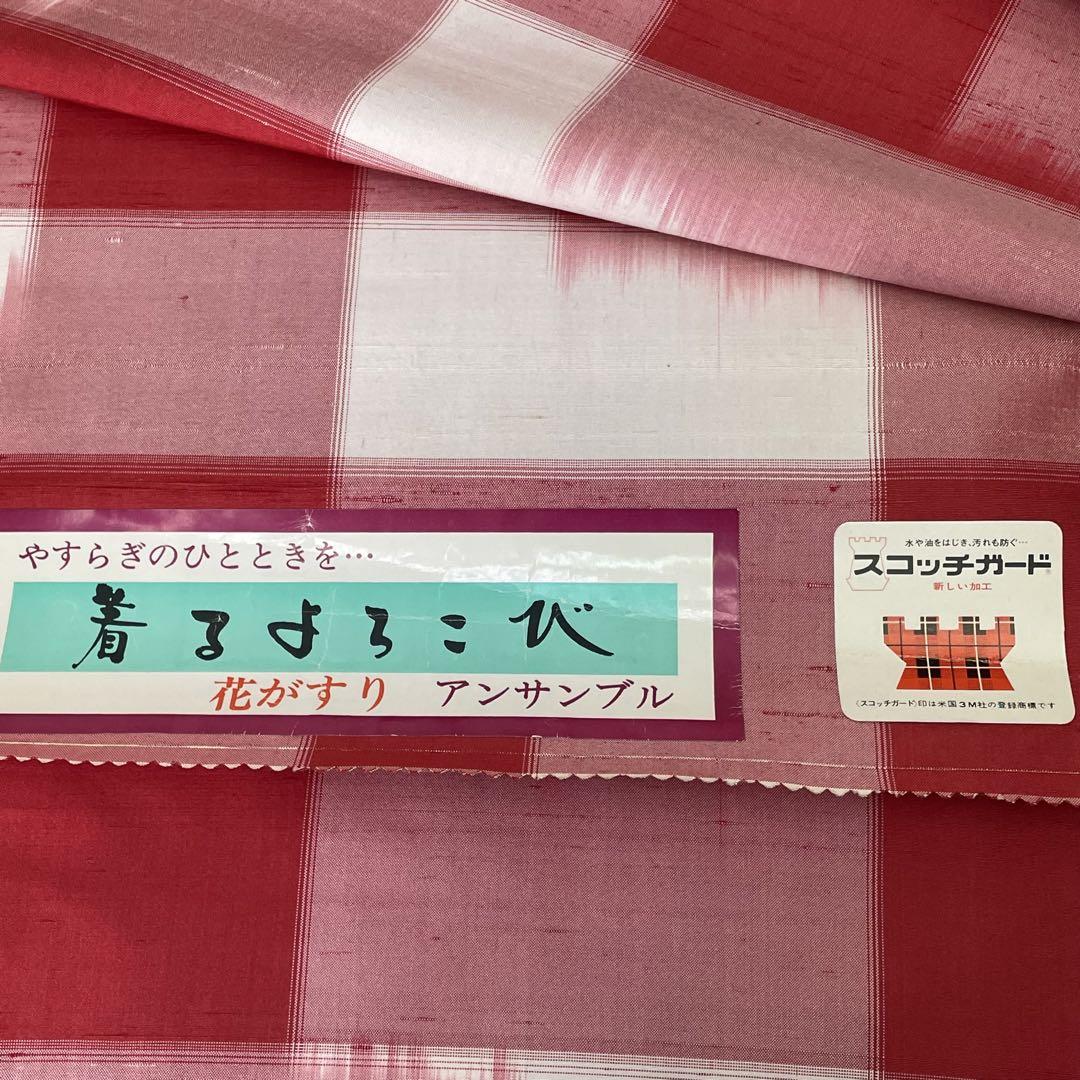 やすらぎのひとときを…
着るよろこび
花がすり アンサンブル
水や油をはじき、汚れも防ぐ…
スコッチガード®
新しい加工
〈スコッチガード〉印は米国3M社の登録商標です